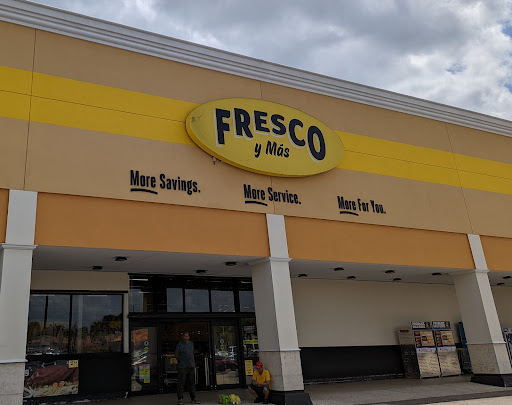 FRESCO
y Más
More Savings.
More Service.
More For You.